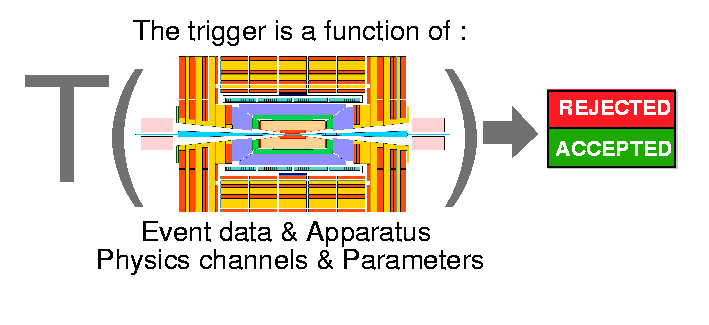 The trigger is a function of :
T( )
REJECTED
ACCEPTED
Event data & Apparatus
Physics channels & Parameters